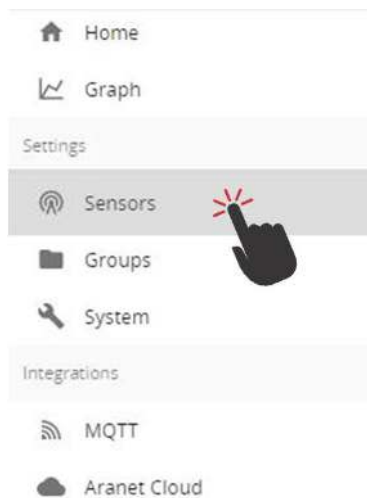 Home
Graph
Settings
Sensors
Groups
System
Integrations
MQTT
Aranet Cloud